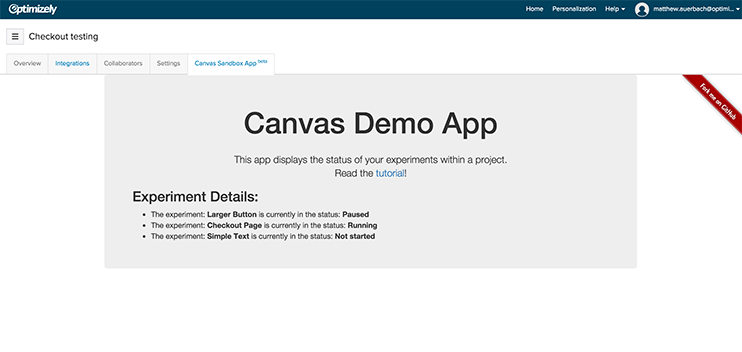 Optimizely
Home Personalization Help matthew.auerbach@optimi...
Checkout testing
Overview Integrations Collaborators Settings Canvas Sandbox App beta
Fork me on GitHub
Canvas Demo App
This app displays the status of your experiments within a project.
Read the tutorial!
Experiment Details:
• The experiment: Larger Button is currently in the status: Paused
• The experiment: Checkout Page is currently in the status: Running
• The experiment: Simple Text is currently in the status: Not started